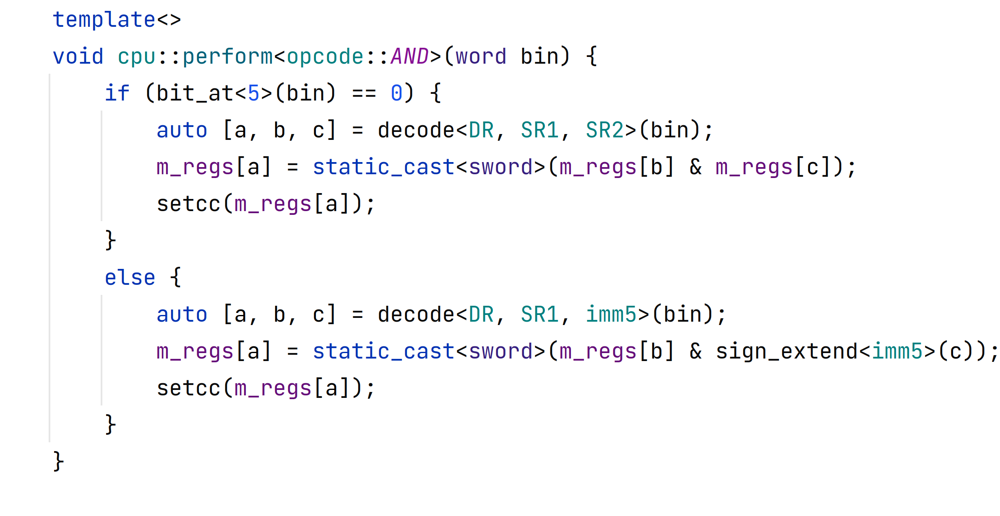 template<>
void cpu::perform<opcode::AND>(word bin) {
    if (bit_at<5>(bin) == 0) {
        auto [a, b, c] = decode<DR, SR1, SR2>(bin);
        m_regs[a] = static_cast<sword>(m_regs[b] & m_regs[c]);
        setcc(m_regs[a]);
    }
    else {
        auto [a, b, c] = decode<DR, SR1, imm5>(bin);
        m_regs[a] = static_cast<sword>(m_regs[b] & sign_extend<imm5>(c));
        setcc(m_regs[a]);
    }
}